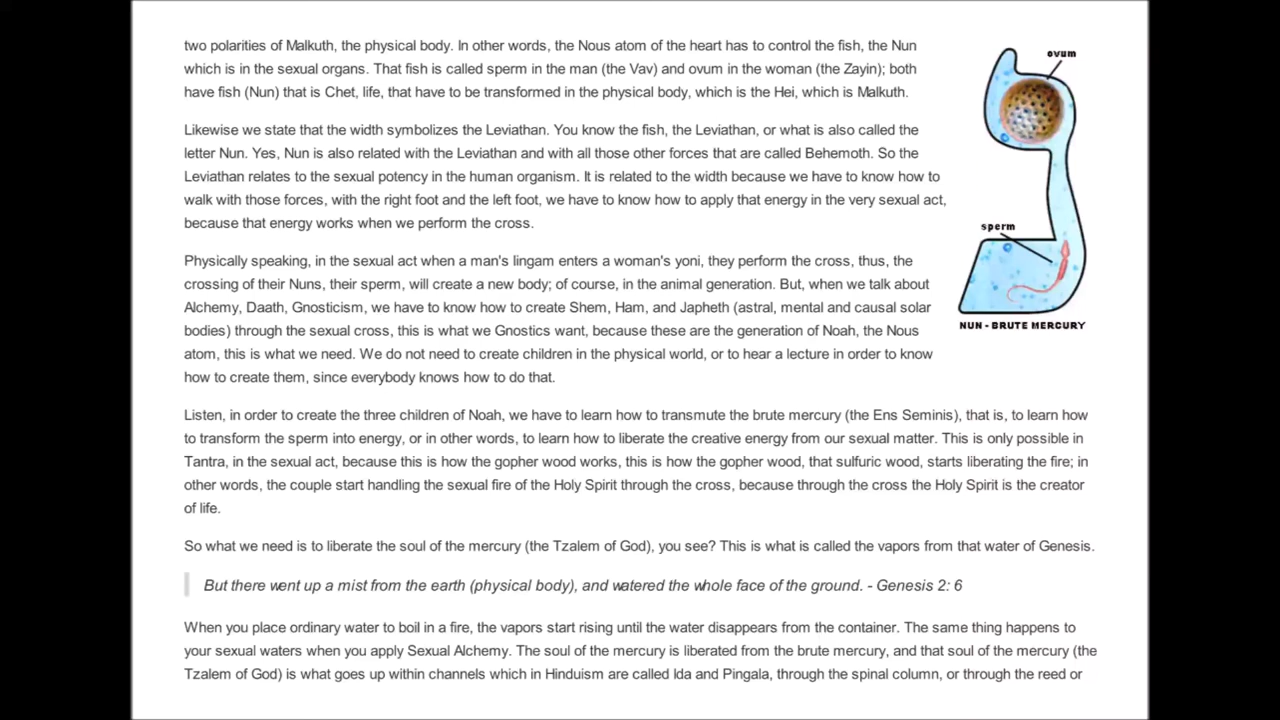 two polarities of Malkuth, the physical body. In other words, the Nous atom of the heart has to control the fish, the Nun
which is in the sexual organs. That fish is called sperm in the man (the Vav) and ovum in the woman (the Zayin); both
have fish (Nun) that is Chet, life, that have to be transformed in the physical body, which is the Hei, which is Malkuth.
ovum
Likewise we state that the width symbolizes the Leviathan. You know the fish, the Leviathan, or what is also called the
letter Nun. Yes, Nun is also related with the Leviathan and with all those other forces that are called Behemoth. So the
Leviathan relates to the sexual potency in the human organism. It is related to the width because we have to know how to
walk with those forces, with the right foot and the left foot, we have to know how to apply that energy in the very sexual act,
because that energy works when we perform the cross.
sperm
NUN - BRUTE MERCURY
Physically speaking, in the sexual act when a man's lingam enters a woman's yoni, they perform the cross, thus, the
crossing of their Nuns, their sperm, will create a new body; of course, in the animal generation. But, when we talk about
Alchemy, Daath, Gnosticism, we have to know how to create Shem, Ham, and Japheth (astral, mental and causal solar
bodies) through the sexual cross, this is what we Gnostics want, because these are the generation of Noah, the Nous
atom, this is what we need. We do not need to create children in the physical world, or to hear a lecture in order to know
how to create them, since everybody knows how to do that.
Listen, in order to create the three children of Noah, we have to learn how to transmute the brute mercury (the Ens Seminis), that is, to learn how
to transform the sperm into energy, or in other words, to learn how to liberate the creative energy from our sexual matter. This is only possible in
Tantra, in the sexual act, because this is how the gopher wood works, this is how the gopher wood, that sulfuric wood, starts liberating the fire; in
other words, the couple start handling the sexual fire of the Holy Spirit through the cross, because through the cross the Holy Spirit is the creator
of life.
So what we need is to liberate the soul of the mercury (the Tzalem of God), you see? This is what is called the vapors from that water of Genesis.
But there went up a mist from the earth (physical body), and watered the whole face of the ground. - Genesis 2: 6
When you place ordinary water to boil in a fire, the vapors start rising until the water disappears from the container. The same thing happens to
your sexual waters when you apply Sexual Alchemy. The soul of the mercury is liberated from the brute mercury, and that soul of the mercury (the
Tzalem of God) is what goes up within channels which in Hinduism are called Ida and Pingala, through the spinal column, or through the reed or